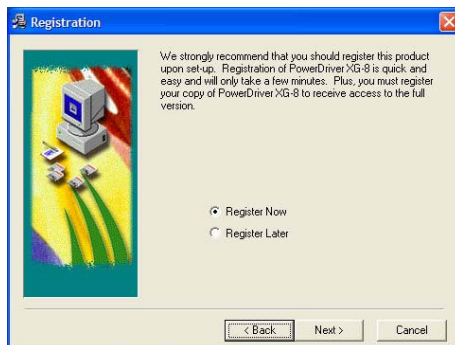 Registration
We strongly recommend that you should register this product
upon set-up. Registration of PowerDriver XG-8 is quick and
easy and will only take a few minutes. Plus, you must register
your copy of PowerDriver XG-8 to receive access to the full
version.
Register Now
Register Later
< Back Next > Cancel